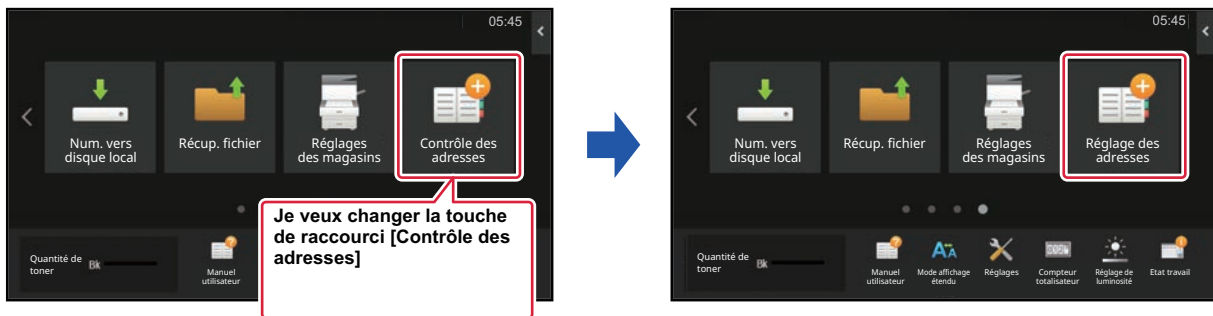 05:45
Num. vers
disque local
Récup. fichier
Réglages
des magasins
Contrôle des
adresses
Je veux changer la touche
de raccourci [Contrôle des
adresses]
Quantité de
toner
Bk
Manuel
utilisateur
05:45
Num. vers
disque local
Récup. fichier
Réglages
des magasins
Réglage des
adresses
Quantité de
toner
Bk
Manuel
utilisateur
Mode affichage
étendu
Réglages
Compteur
totalisateur
Réglage de
luminosité
Etat travail